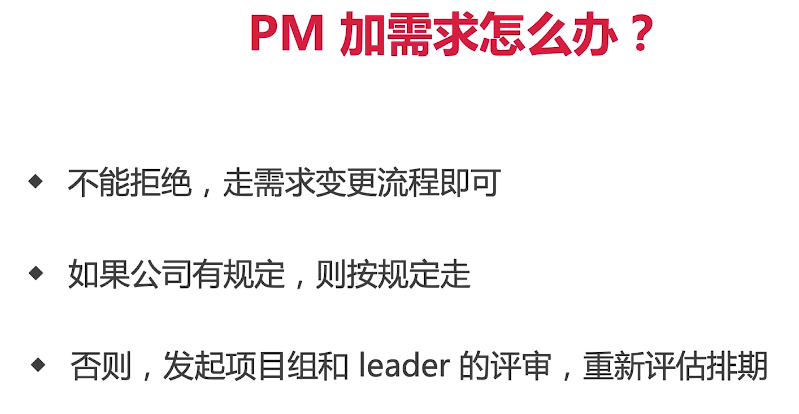 PM 加需求怎么办？
◆ 不能拒绝，走需求变更流程即可
◆ 如果公司有规定，则按规定走
◆ 否则，发起项目组和 leader 的评审，重新评估排期